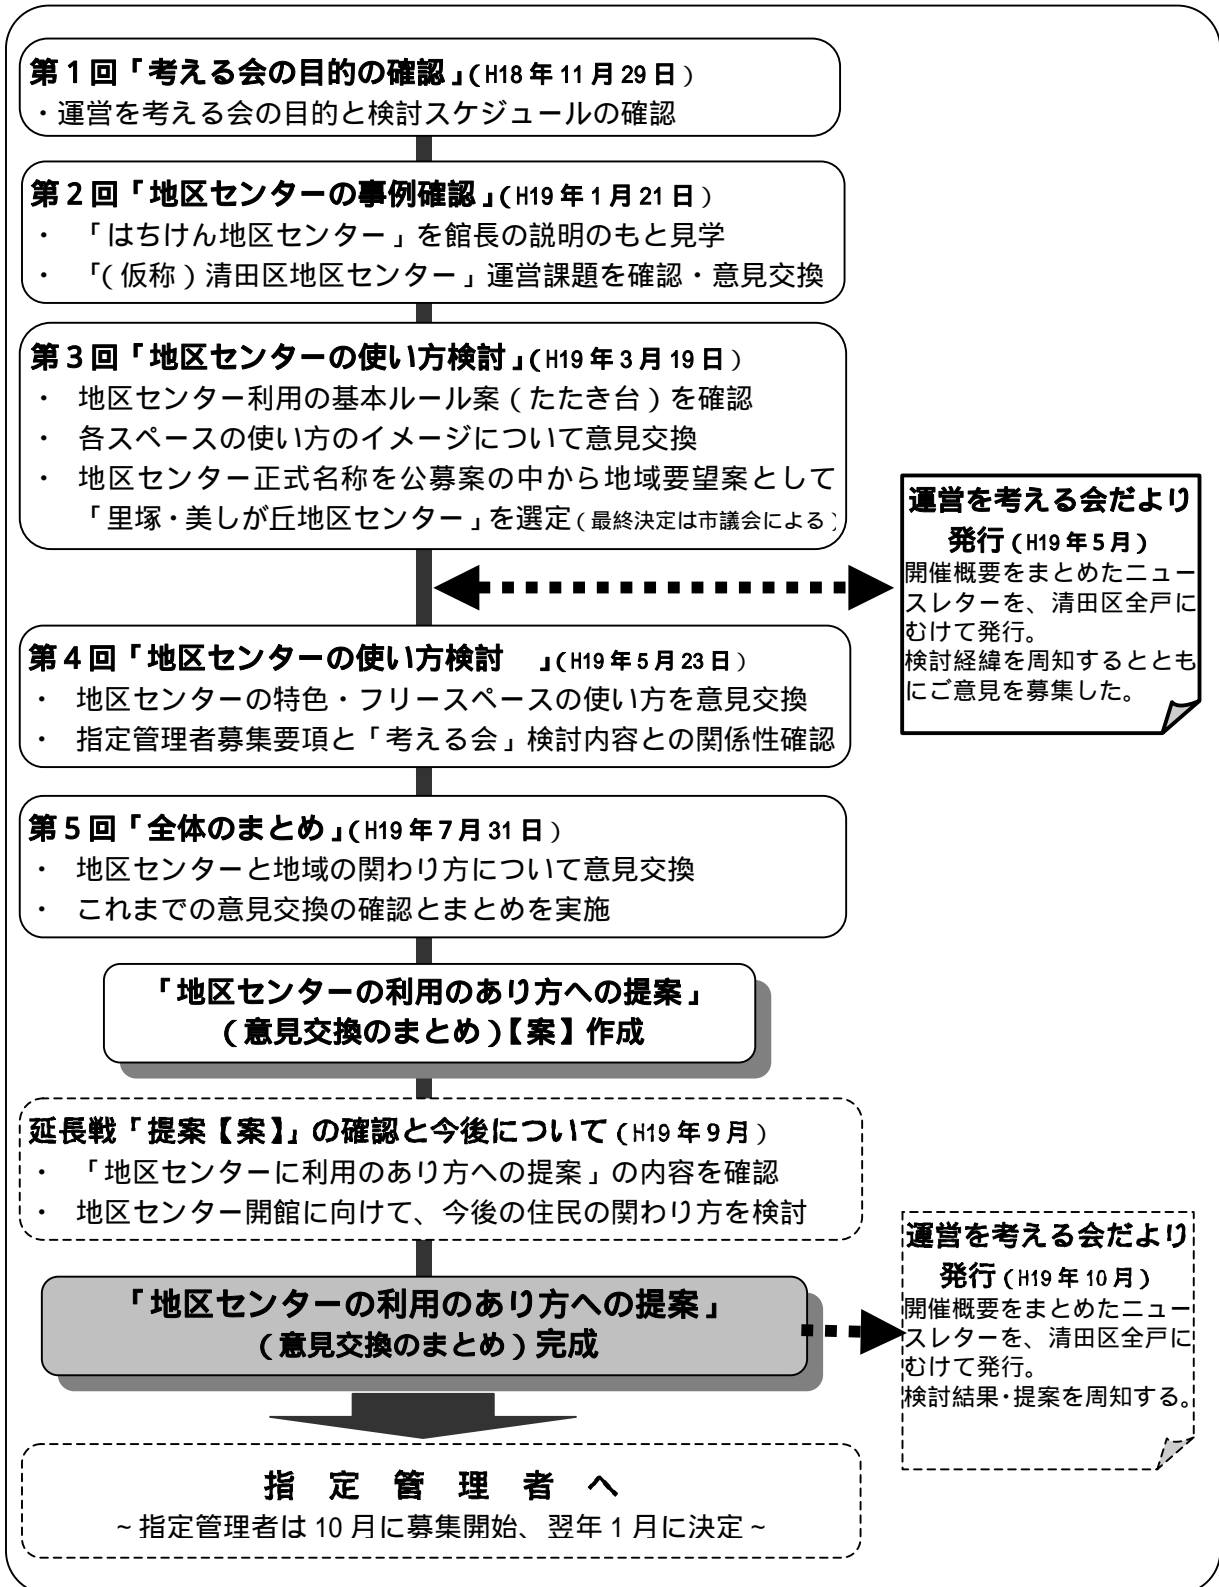 第１回「考える会の目的の確認」（H18年11月29日）
・運営を考える会の目的と検討スケジュールの確認
第２回「地区センターの事例確認」（H19年1月21日）
・ 「はちけん地区センター」を館長の説明のもと見学
・ 「（仮称）清田区地区センター」運営課題を確認・意見交換
第３回「地区センターの使い方検討」（H19年3月19日）
・ 地区センター利用の基本ルール案（たたき台）を確認
・ 各スペースの使い方のイメージについて意見交換
・ 地区センター正式名称を公募案の中から地域要望案として
「里塚・美しが丘地区センター」を選定（最終決定は市議会による）
運営を考える会だより
発行（H19年5月）
開催概要をまとめたニュー
スレターを、清田区全戸に
むけて発行。
検討経緯を周知するととも
にご意見を募集した。
第４回「地区センターの使い方検討　」（H19年5月23日）
・ 地区センターの特色・フリースペースの使い方を意見交換
・ 指定管理者募集要項と「考える会」検討内容との関係性確認
第５回「全体のまとめ」（H19年7月31日）
・ 地区センターと地域の関わり方について意見交換
・ これまでの意見交換の確認とまとめを実施
「地区センターの利用のあり方への提案」
（意見交換のまとめ）【案】作成
延長戦「提案【案】」の確認と今後について（H19年9月）
・ 「地区センターに利用のあり方への提案」の内容を確認
・ 地区センター開館に向けて、今後の住民の関わり方を検討
「地区センターの利用のあり方への提案」
（意見交換のまとめ）完成
運営を考える会だより
発行（H19年10月）
開催概要をまとめたニュー
スレターを、清田区全戸に
むけて発行。
検討結果・提案を周知する。
指 定 管 理 者 へ
~指定管理者は10月に募集開始、翌年1月に決定~